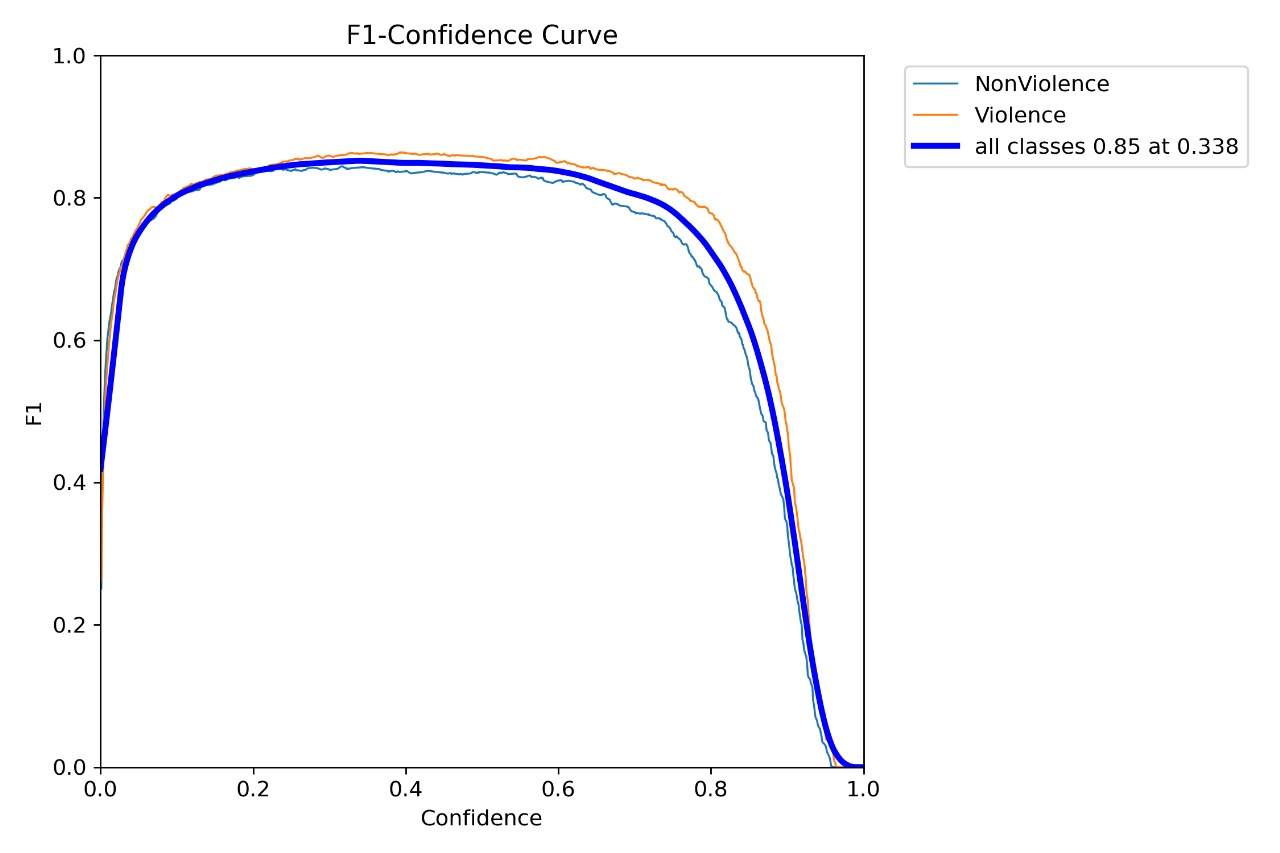 F1-Confidence Curve
1.0
0.8
0.6
0.4
0.2
0.0
F1
0.0 0.2 0.4 0.6 0.8 1.0
Confidence
NonViolence
Violence
all classes 0.85 at 0.338